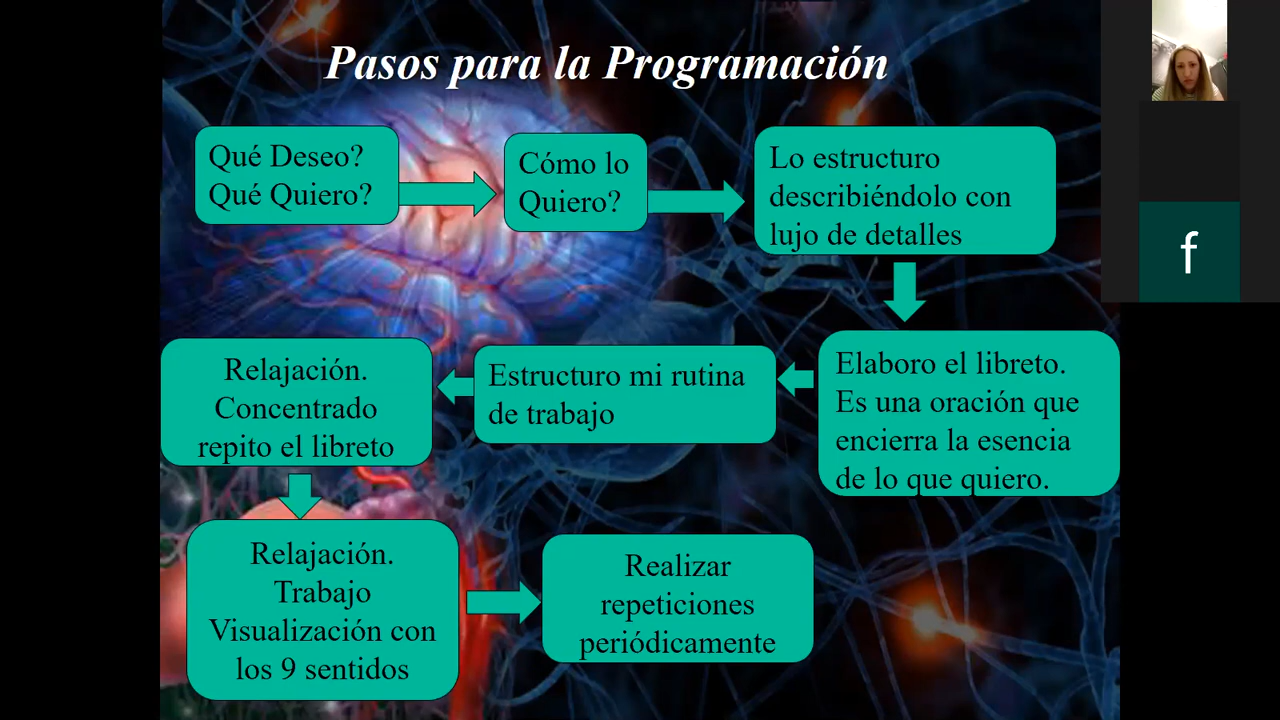 Pasos para la Programación
Qué Deseo?
Qué Quiero?
Cómo lo
Quiero?
Lo estructuro
describiéndolo con
lujo de detalles
Elaboro el libreto.
Es una oración que
encierra la esencia
de lo que quiero.
Estructuro mi rutina
de trabajo
Relajación.
Concentrado
repito el libreto
Relajación.
Trabajo
Visualización con
los 9 sentidos
Realizar
repeticiones
periódicamente
f